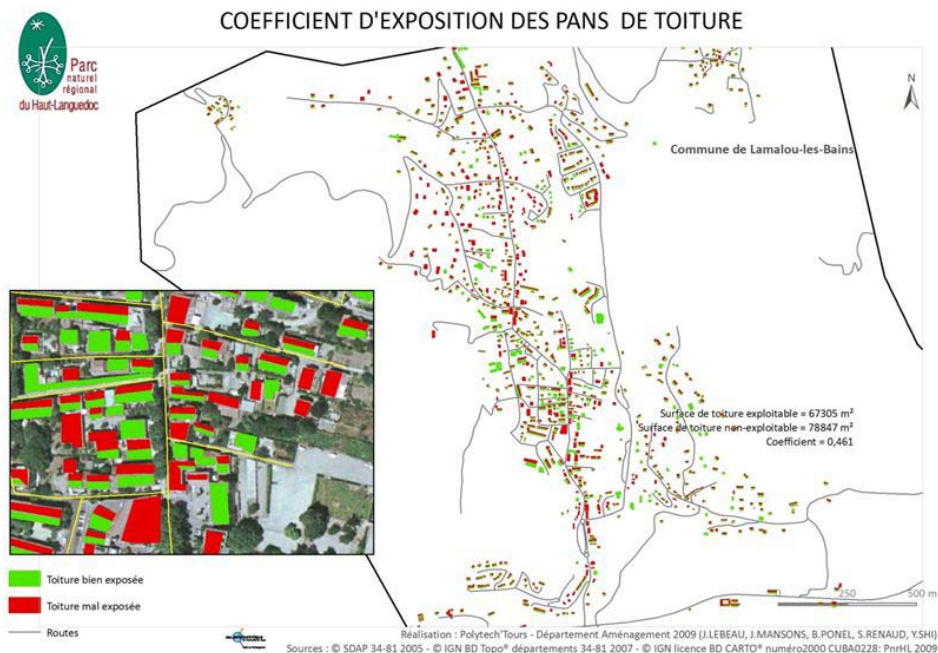 COEFFICIENT D'EXPOSITION DES PANS DE TOITURE
Parc
naturel
régional
du Haut-Languedoc
N
Commune de Lamalou-les-Bains
Surface de toiture exploitable = 67305 m²
Surface de toiture non-exploitable = 78847 m²
Coefficient = 0,461
Toiture bien exposée
Toiture mal exposée
Routes
250
500 m
Réalisation : Polytech'Tours - Département Aménagement 2009 (J.LEBEAU, J.MANSONS, B.PONEL, S.RENAUD, Y.SHI)
Sources : © SDAP 34-81 2005 - © IGN BD Topo® départements 34-81 2007 - © IGN licence BD CARTO® numéro2000 CUBA0228: PnrHL 2009